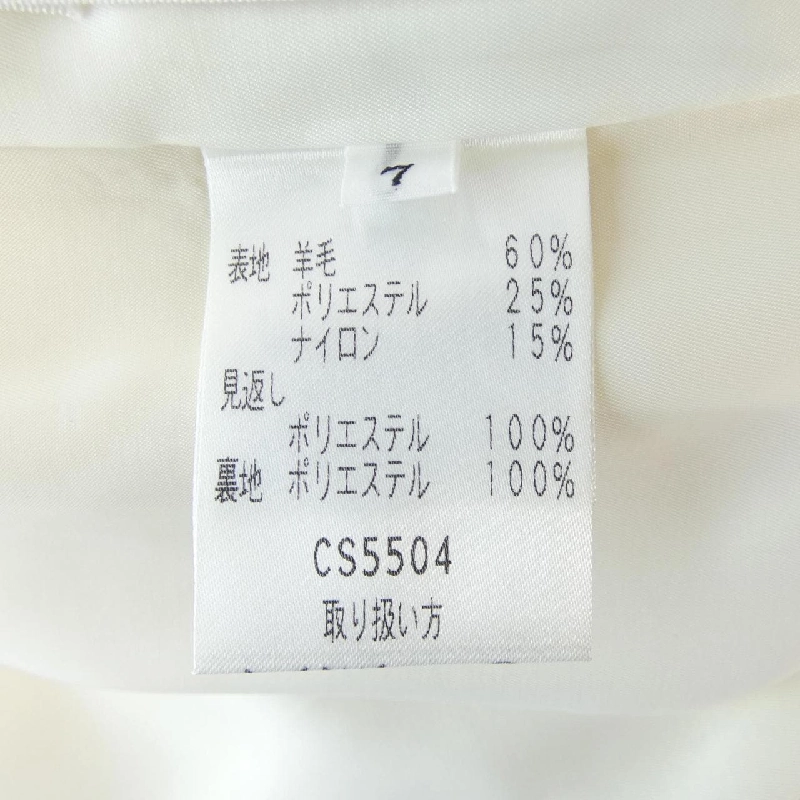 7
表地 羊毛 60%
ポリエステル 25%
ナイロン 15%
見返し
ポリエステル 100%
裏地 ポリエステル 100%
CS5504
取り扱い方